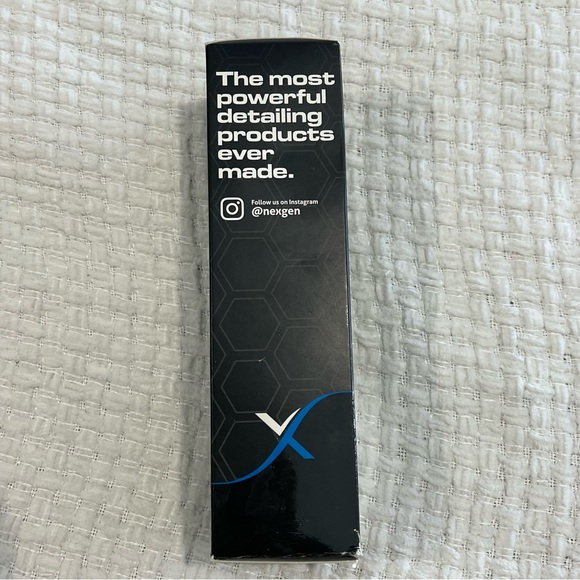 The most
powerful
detailing
products
ever
made.
Follow us on Instagram
@nexgen